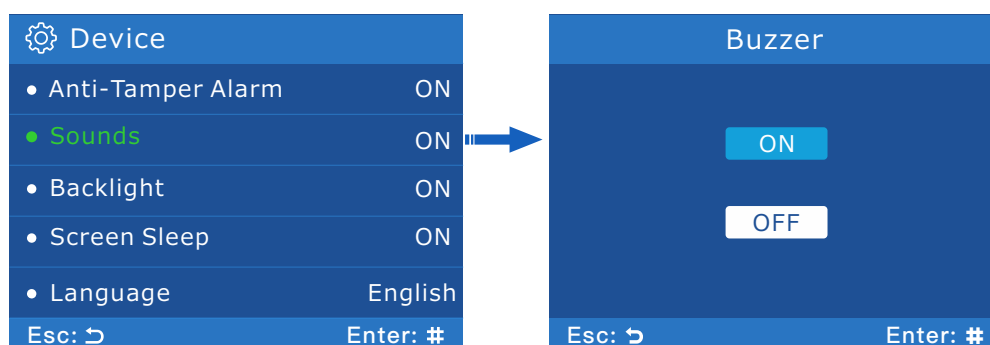 Device
• Anti-Tamper Alarm ON
• Sounds ON
• Backlight ON
• Screen Sleep ON
• Language English
Esc: ⮌ Enter: #
Buzzer
ON
OFF
Esc: ⮌ Enter: #